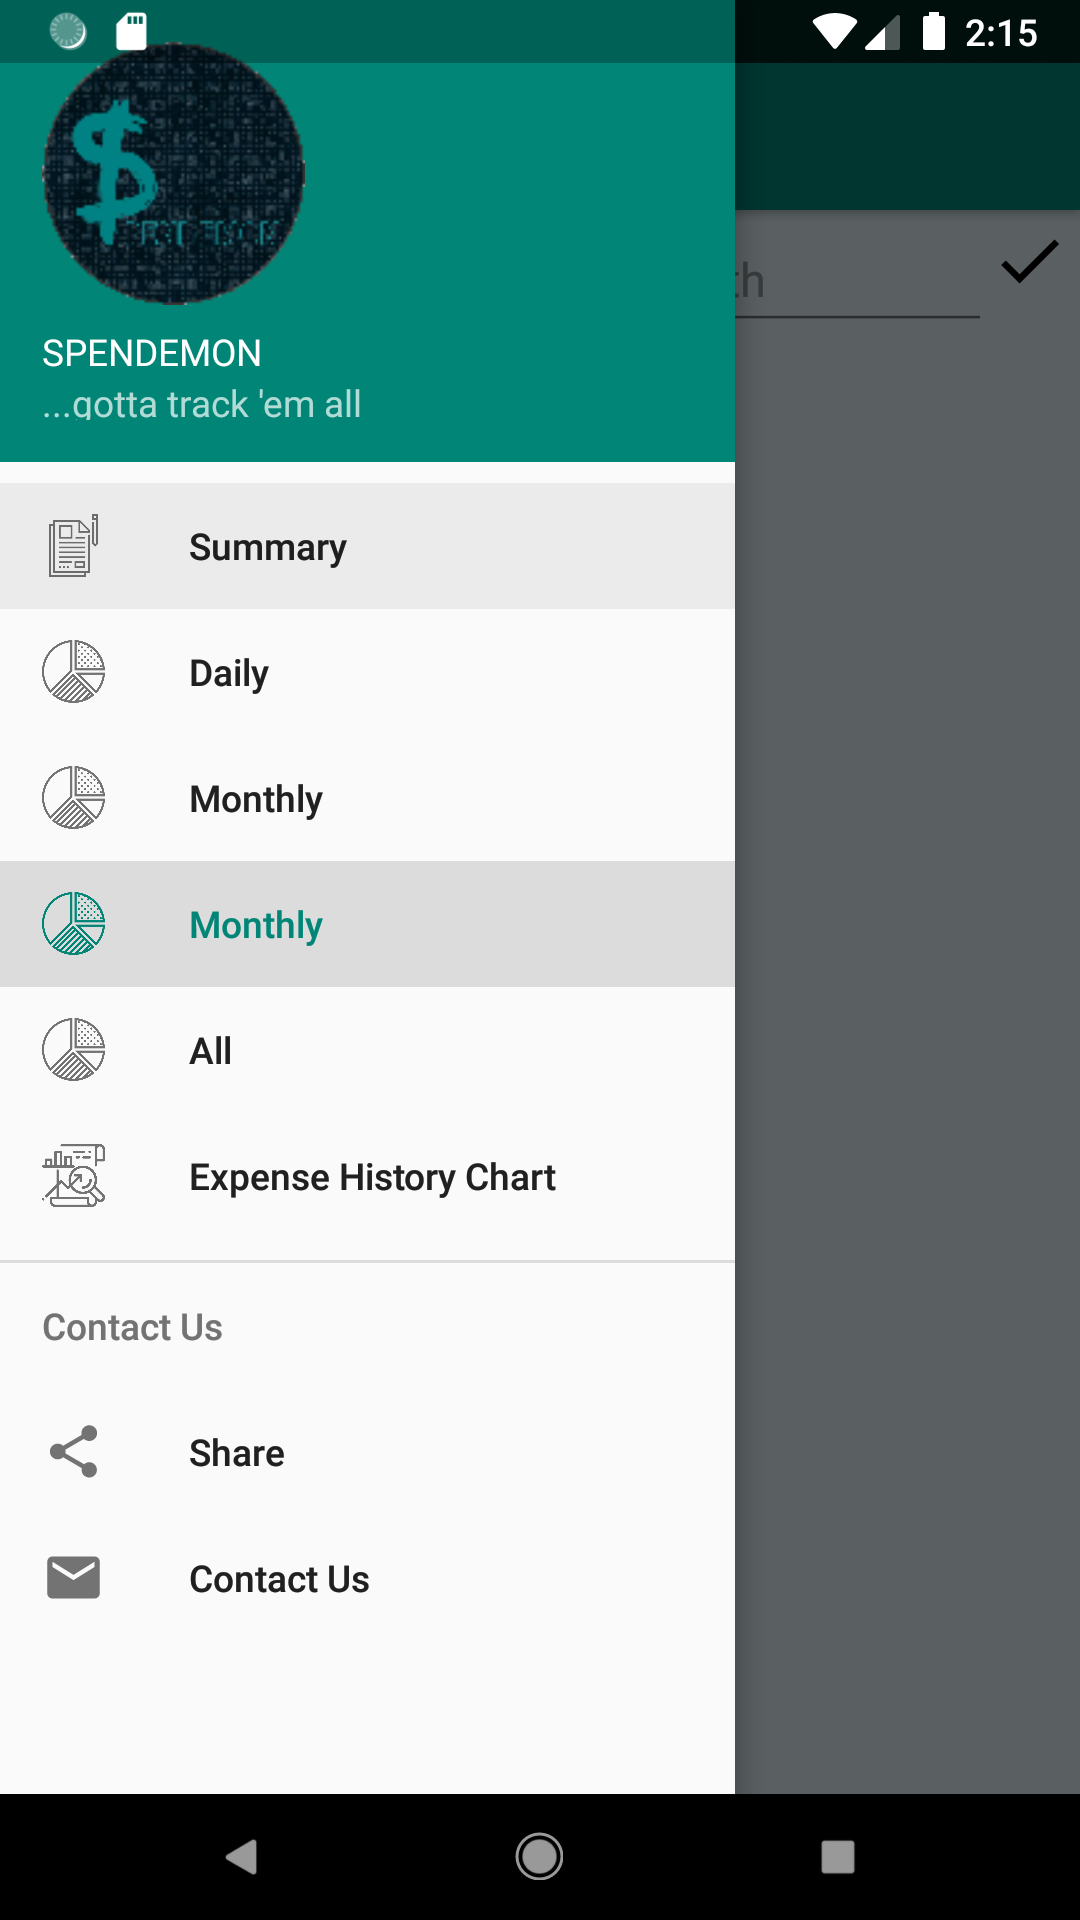 2:15
SPENDEMON
...gotta track 'em all
th
Summary
Daily
Monthly
Monthly
All
Expense History Chart
Contact Us
Share
Contact Us